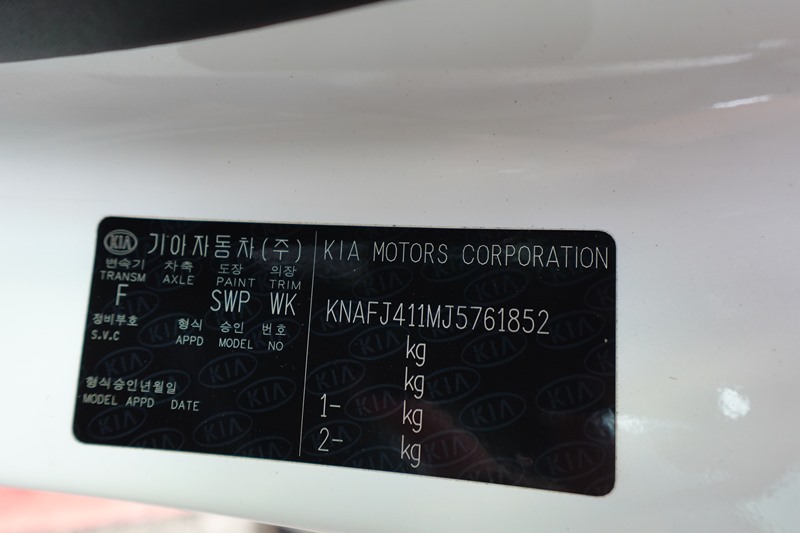 KIA 기아자동차(주)
변속기 차축 도장 의장
TRANSM AXLE PAINT TRIM
F SWP WK
정비부호 형식 승인 번호
S.V.C APPD MODEL NO
형식승인년월일
MODEL APPD DATE
KIA MOTORS CORPORATION
KNAFJ411MJ5761852
kg
kg
1- kg
2- kg